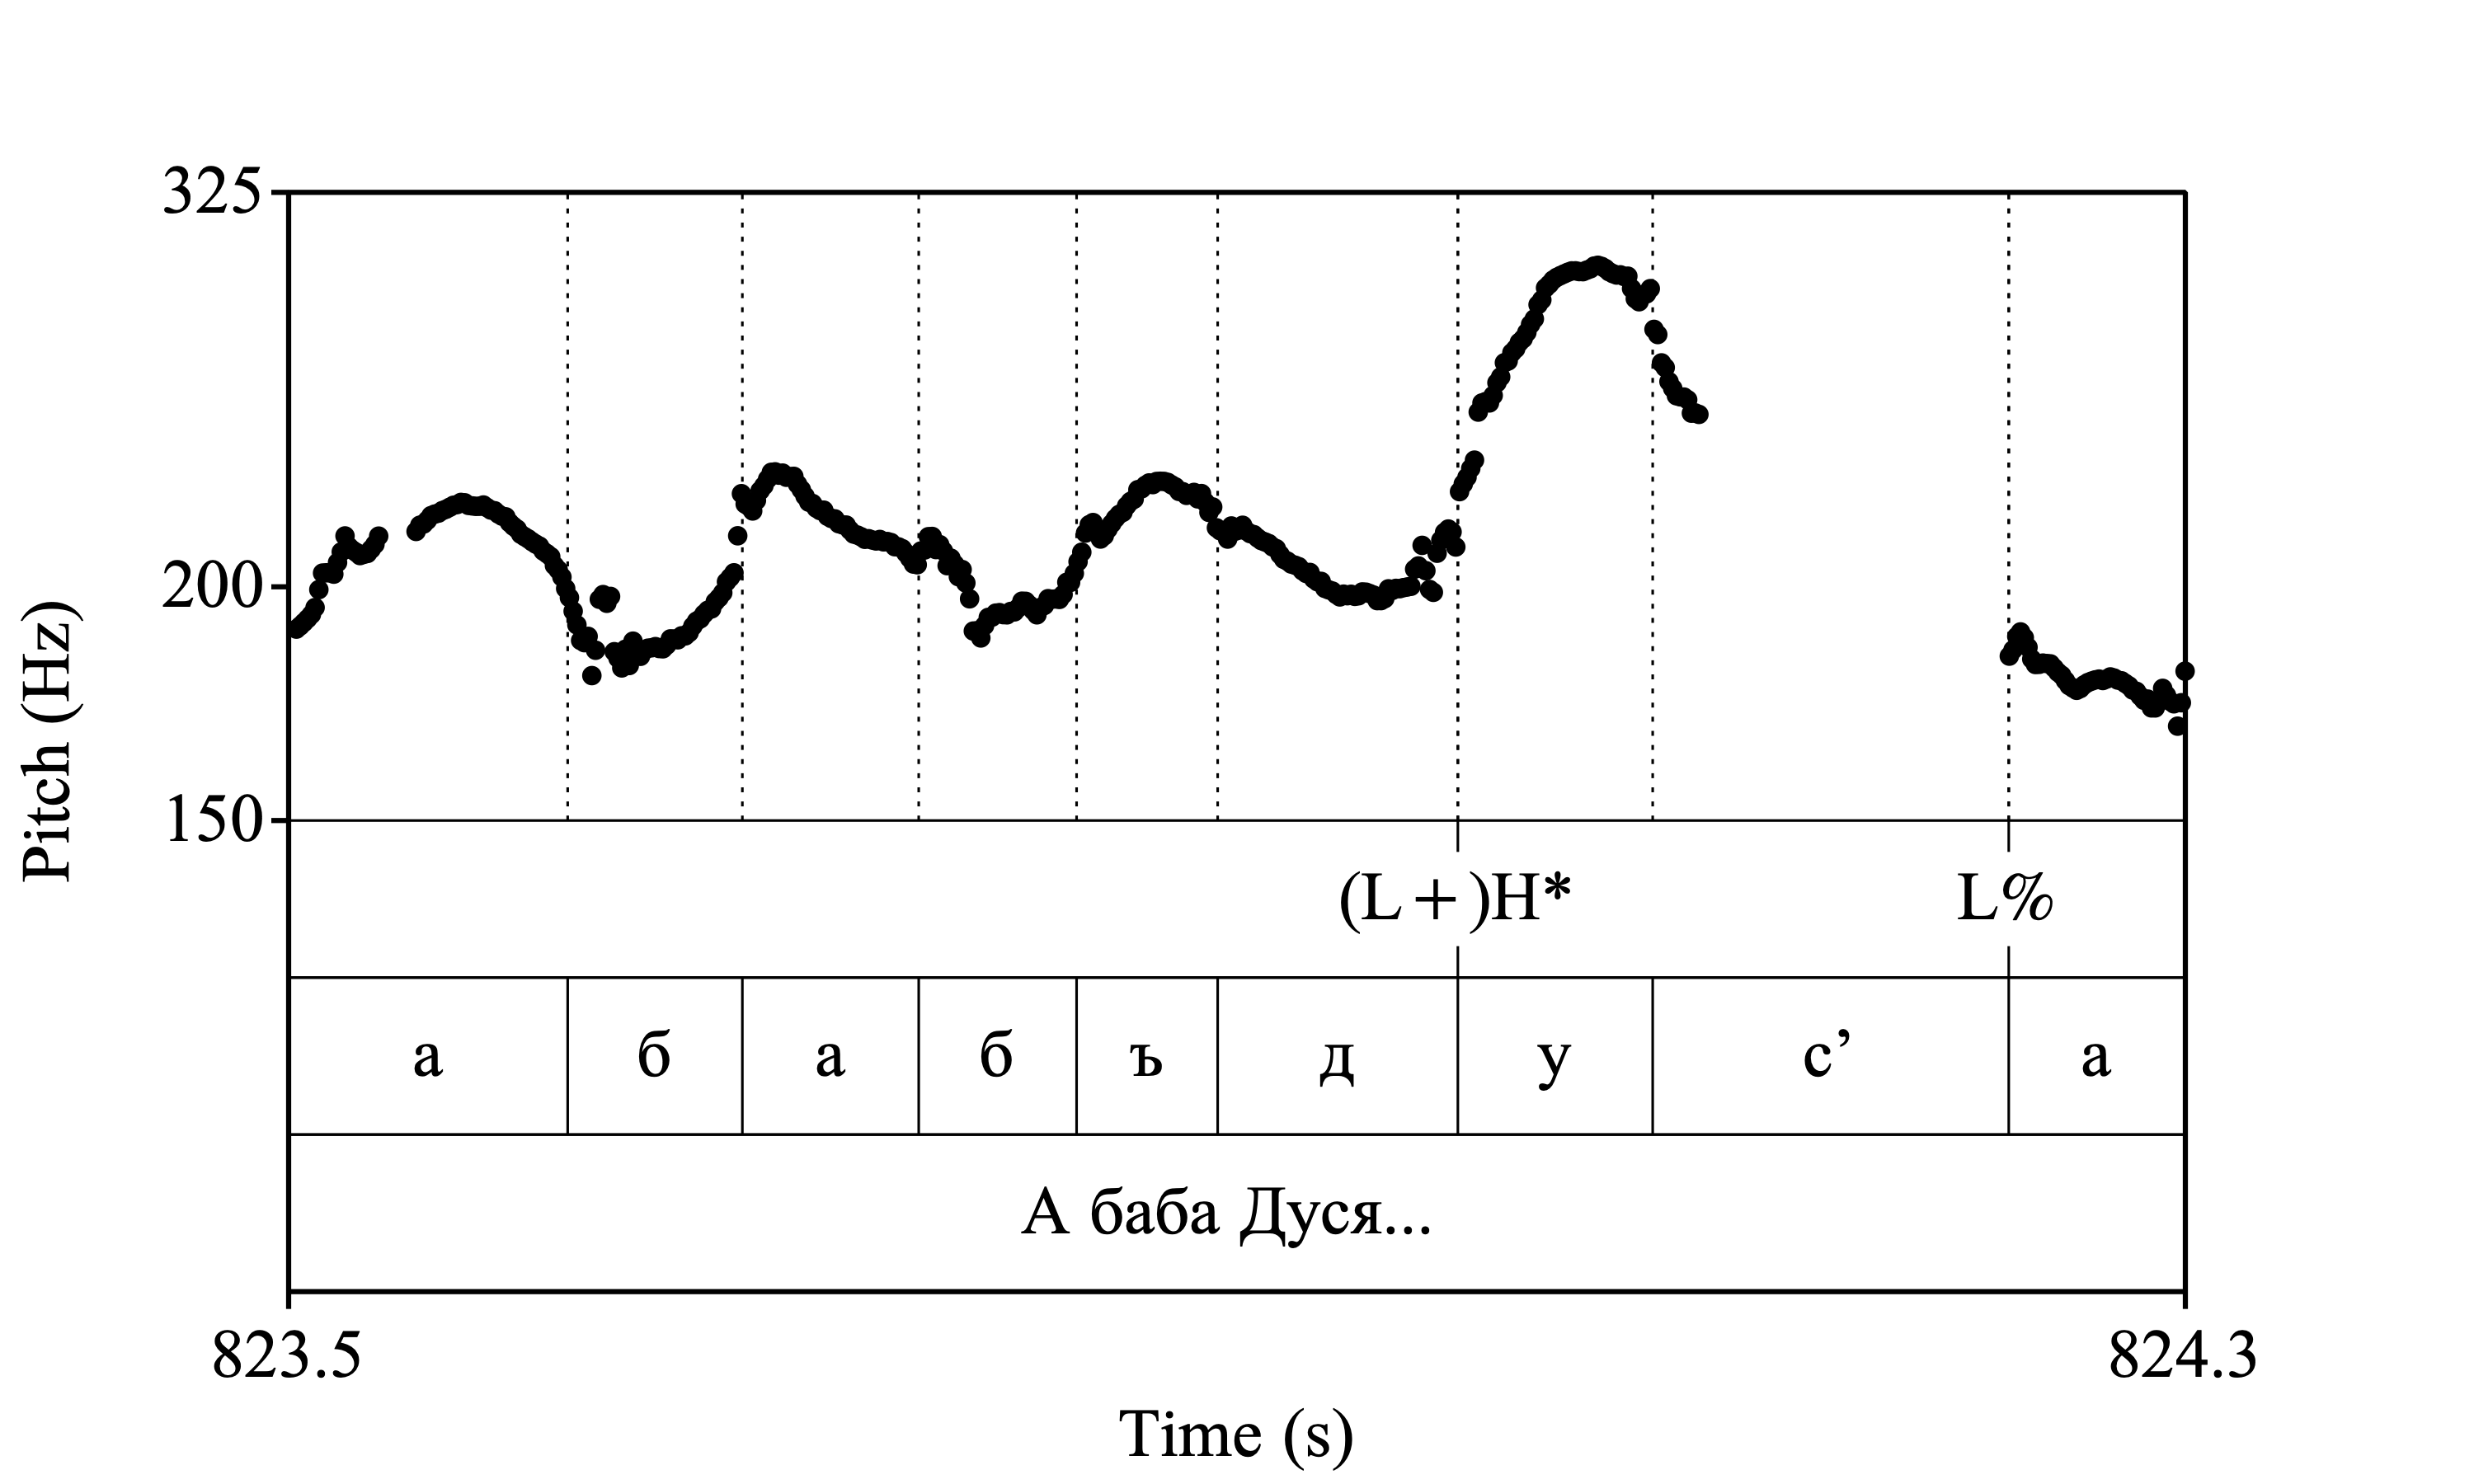 325
200
150
Pitch (Hz)
(L + )H* L%
а б а б ъ д у с’ а
А баба Дуся...
823.5 824.3
Time (s)